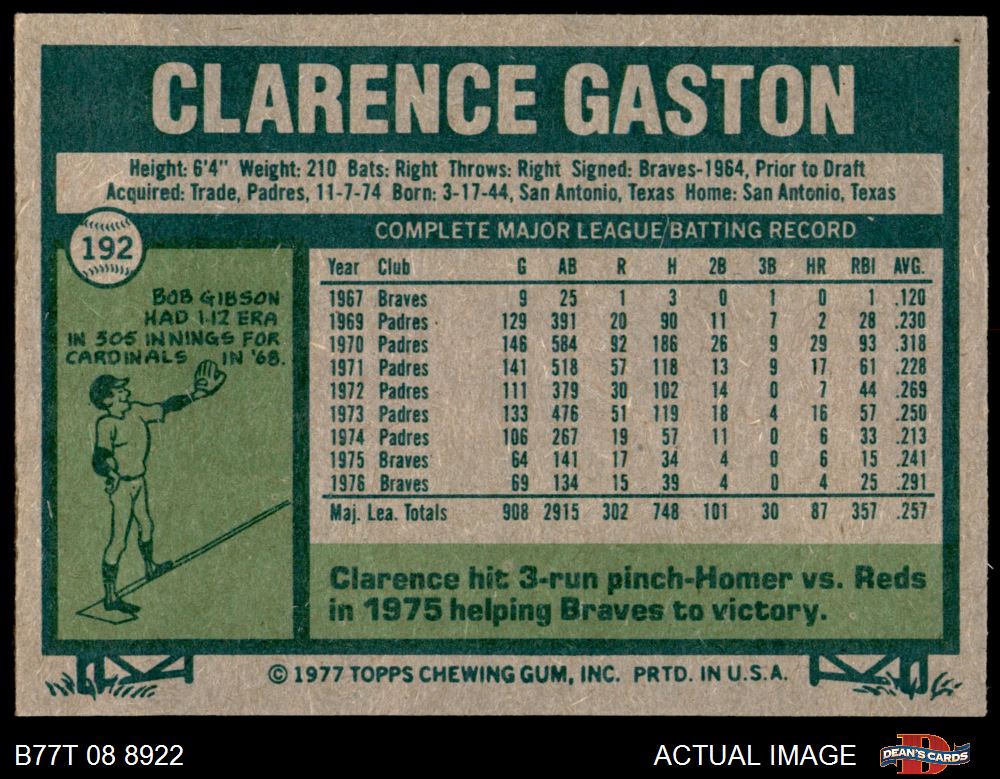 CLARENCE GASTON
Height: 6'4" Weight: 210 Bats: Right Throws: Right Signed: Braves-1964, Prior to Draft
Acquired: Trade, Padres, 11-7-74 Born: 3-17-44, San Antonio, Texas Home: San Antonio, Texas
192
BOB GIBSON
HAD 1.12 ERA
IN 305 INNINGS FOR
CARDINALS IN '68.
COMPLETE MAJOR LEAGUE BATTING RECORD
Year Club G AB R H 2B 3B HR RBI AVG.
1967 Braves 9 25 1 3 0 1 0 1 .120
1969 Padres 129 391 20 90 11 7 2 28 .230
1970 Padres 146 584 92 186 26 9 29 93 .318
1971 Padres 141 518 57 118 13 9 17 61 .228
1972 Padres 111 379 30 102 14 0 7 44 .269
1973 Padres 133 476 51 119 18 4 16 57 .250
1974 Padres 106 267 19 57 11 0 6 33 .213
1975 Braves 64 141 17 34 4 0 6 15 .241
1976 Braves 69 134 15 39 4 0 4 25 .291
Maj. Lea. Totals 908 2915 302 748 101 30 87 357 .257
Clarence hit 3-run pinch-Homer vs. Reds
in 1975 helping Braves to victory.
© 1977 TOPPS CHEWING GUM, INC. PRTD. IN U.S.A.
B77T 08 8922
ACTUAL IMAGE
DEAN'S CARDS